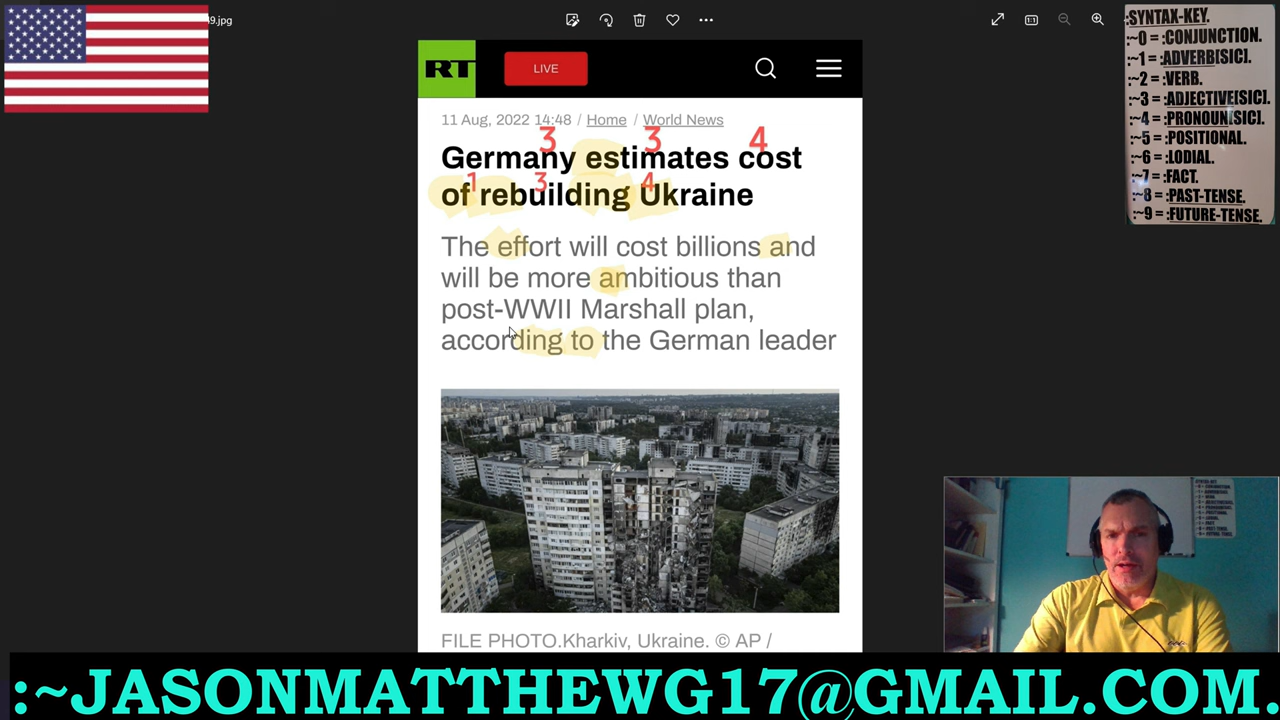 9.jpg
:SYNTAX-KEY.
:~0 = :CONJUNCTION.
:~1 = :ADVERB[SIC].
:~2 = :VERB.
:~3 = :ADJECTIVE[SIC].
:~4 = :PRONOUN[SIC].
:~5 = :POSITIONAL.
:~6 = :LODIAL.
:~7 = :FACT.
:~8 = :PAST-TENSE.
:~9 = :FUTURE-TENSE.
RT LIVE
11 Aug, 2022 14:48 / Home / World News
3 3 4
Germany estimates cost
1 3 4
of rebuilding Ukraine
The effort will cost billions and
will be more ambitious than
post-WWII Marshall plan,
according to the German leader
FILE PHOTO.Kharkiv, Ukraine. © AP /
:~JASONMATTHEWG17@GMAIL.COM.